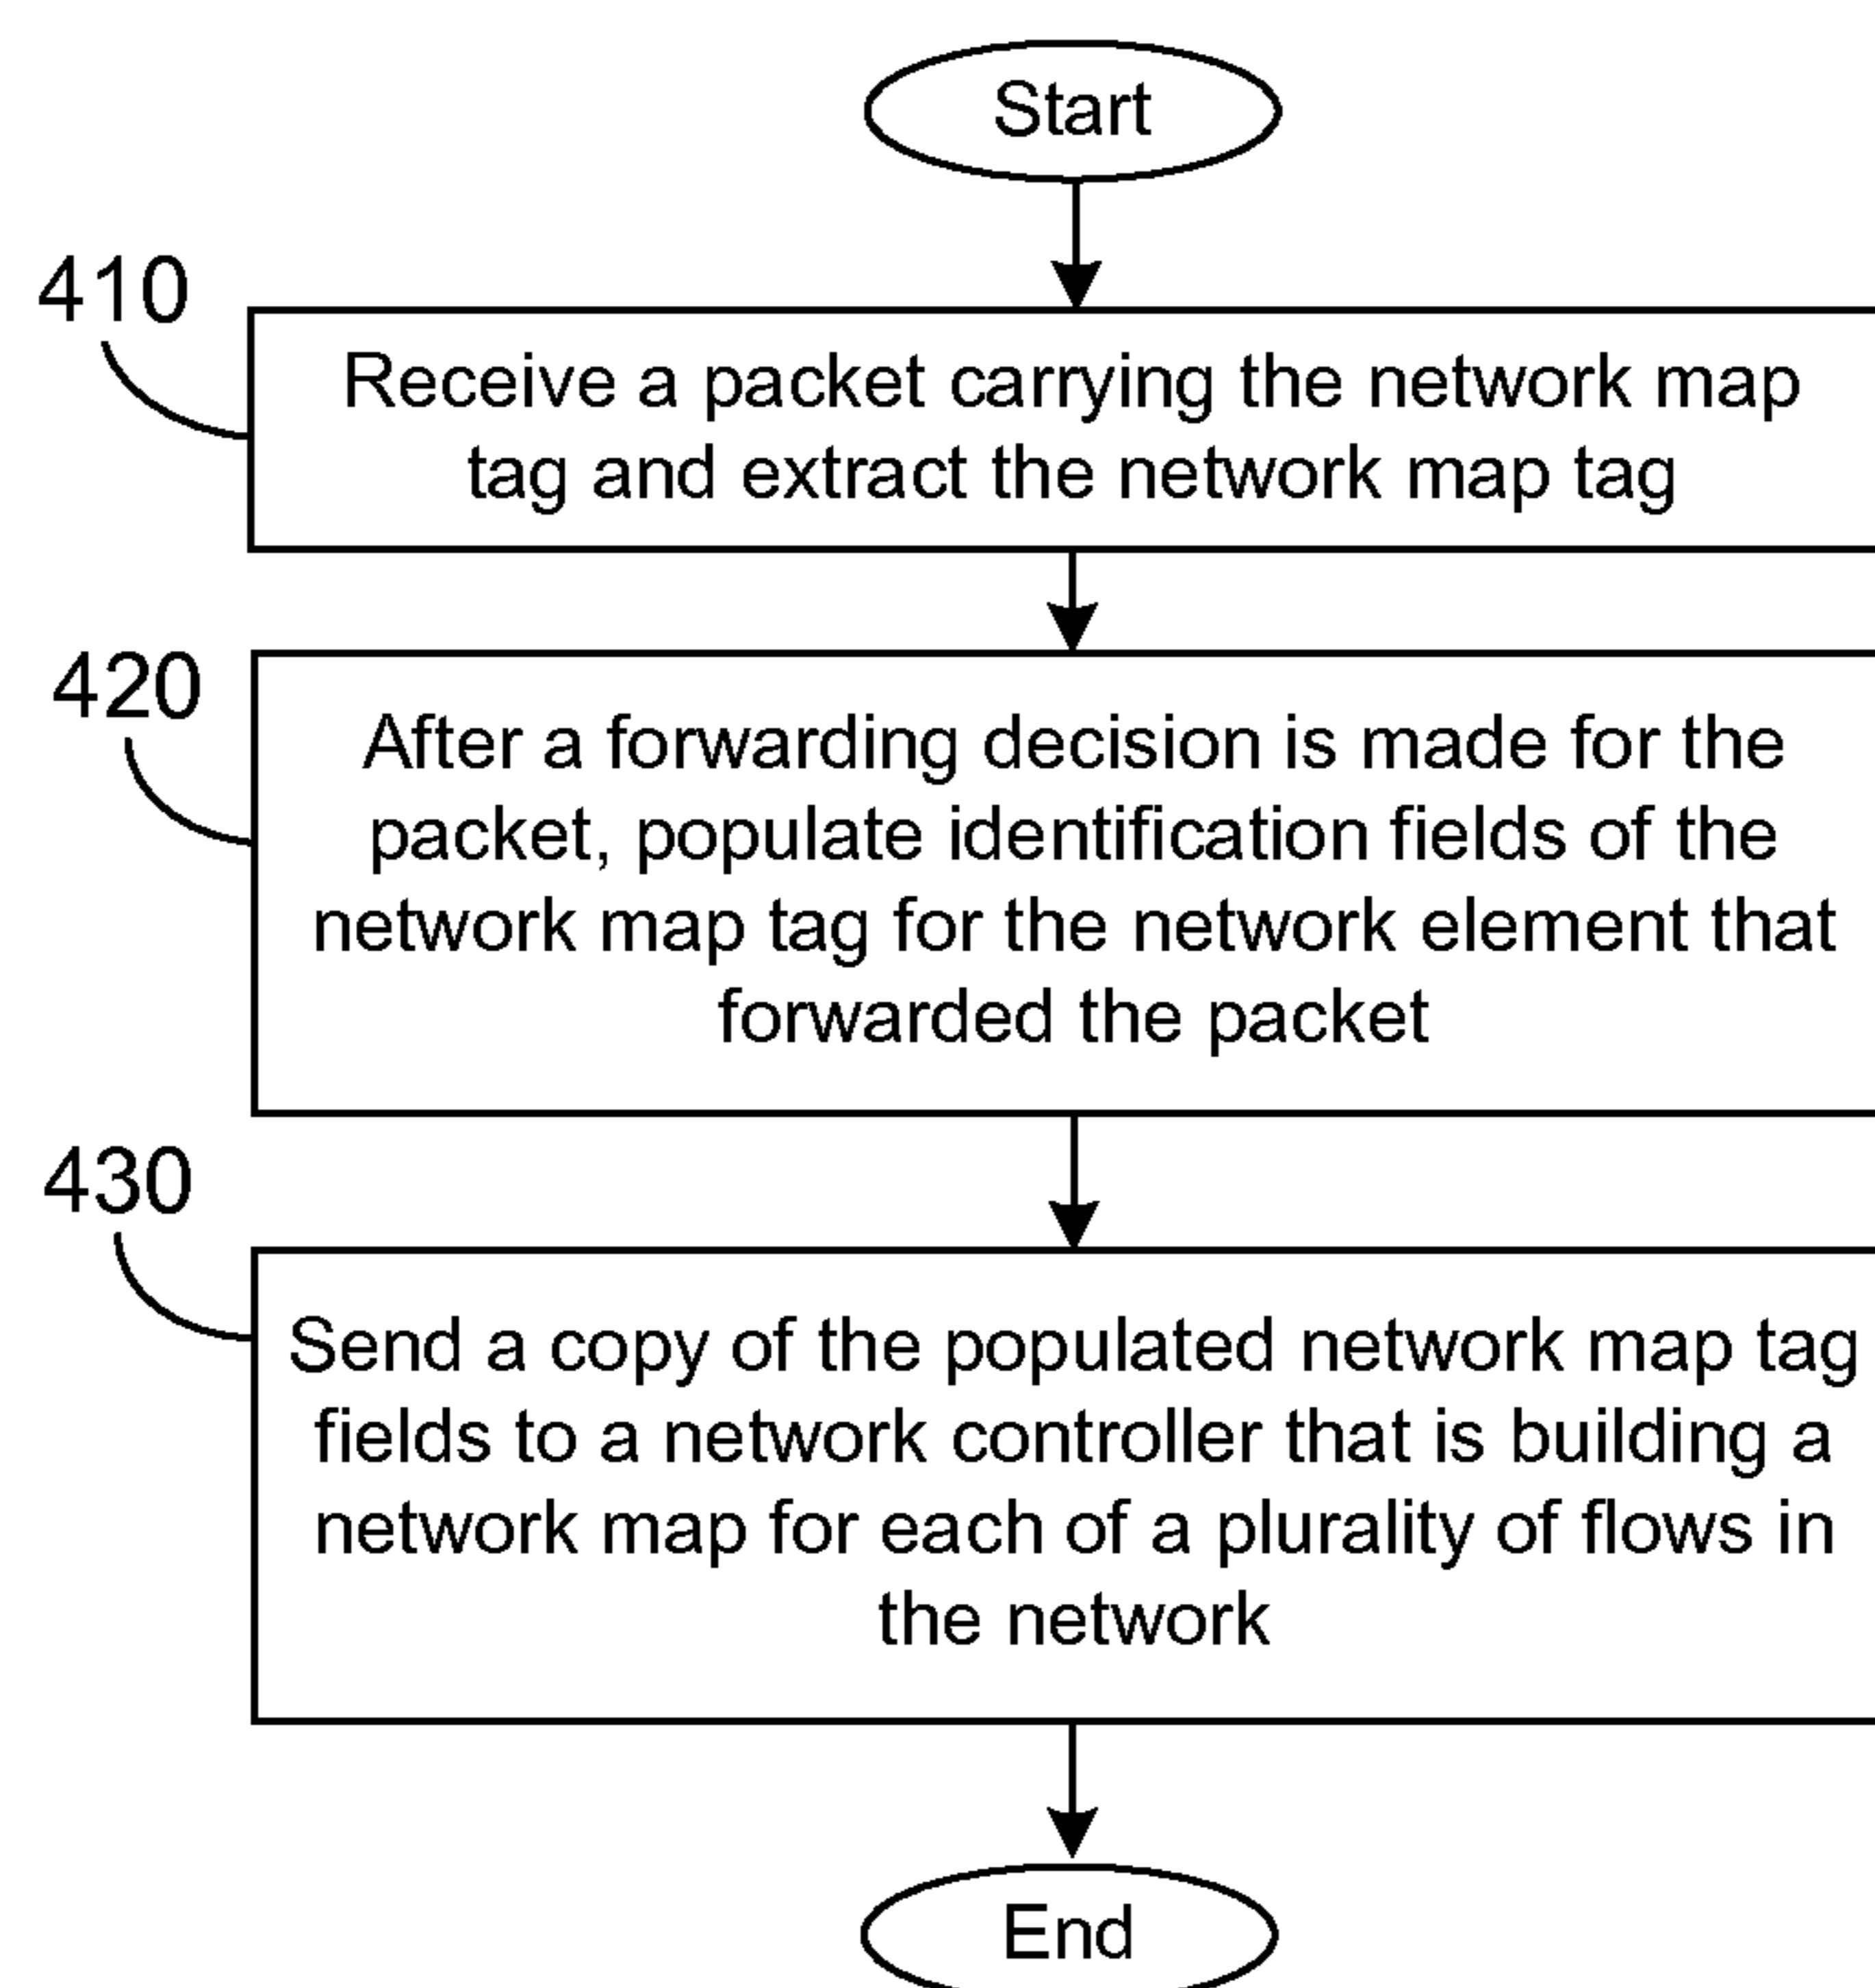 Start
410
Receive a packet carrying the network map
tag and extract the network map tag
420
After a forwarding decision is made for the
packet, populate identification fields of the
network map tag for the network element that
forwarded the packet
430
Send a copy of the populated network map tag
fields to a network controller that is building a
network map for each of a plurality of flows in
the network
End